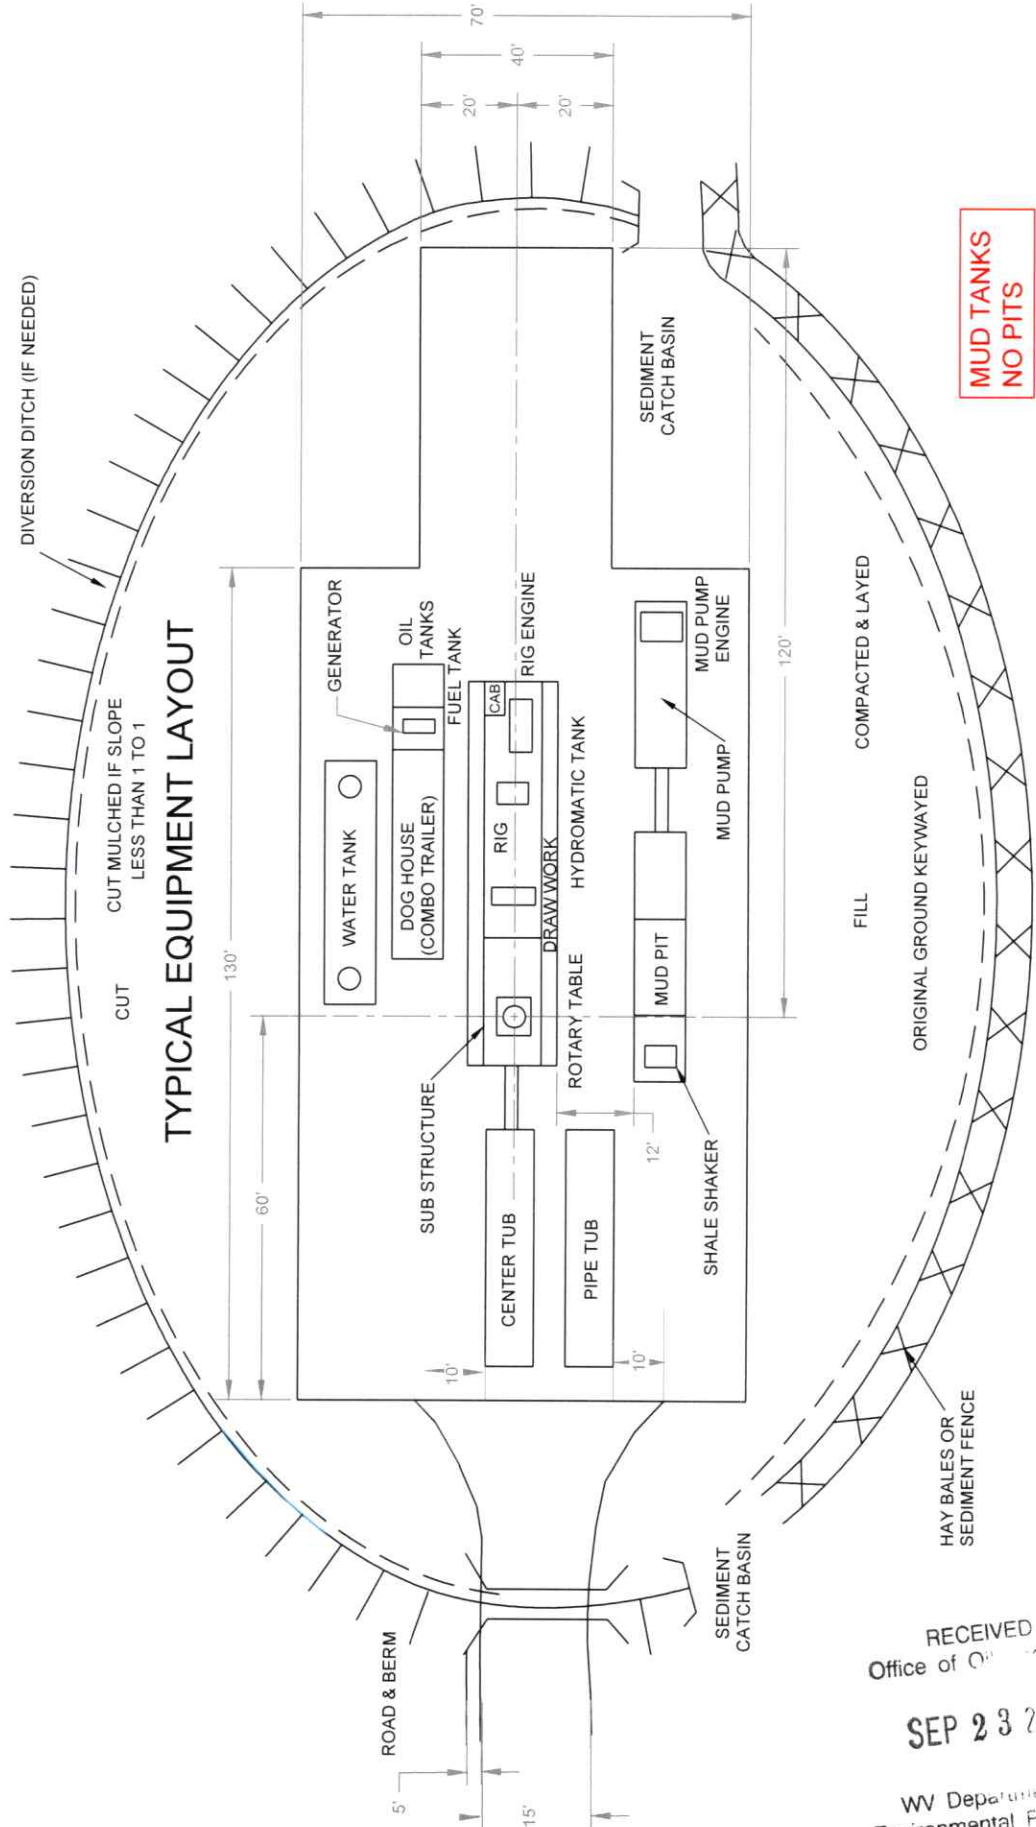 DIVERSION DITCH (IF NEEDED)
CUT MULCHED IF SLOPE
LESS THAN 1 TO 1
CUT
TYPICAL EQUIPMENT LAYOUT
130'
60'
70'
40'
20'
20'
GENERATOR
WATER TANK
DOG HOUSE
(COMBO TRAILER)
OIL
TANKS
FUEL TANK
SUB STRUCTURE
RIG
CAB
RIG ENGINE
DRAW WORK
HYDROMATIC TANK
ROTARY TABLE
CENTER TUB
PIPE TUB
10'
10'
12'
MUD PIT
MUD PUMP
MUD PUMP
ENGINE
SHALE SHAKER
120'
SEDIMENT
CATCH BASIN
FILL
COMPACTED & LAYED
ORIGINAL GROUND KEYWAYED
HAY BALES OR
SEDIMENT FENCE
SEDIMENT
CATCH BASIN
ROAD & BERM
5'
15'
MUD TANKS
NO PITS
RECEIVED
Office of
SEP 23
WV